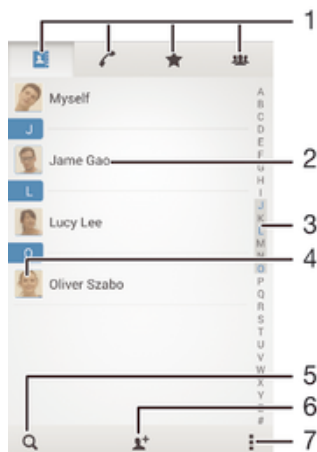 1
Myself
J
Jame Gao
2
L
Lucy Lee
3
O
4
Oliver Szabo
A
B
C
D
E
F
G
H
I
J
K
L
M
N
O
P
Q
R
S
T
U
V
W
X
Y
#
5
6
7